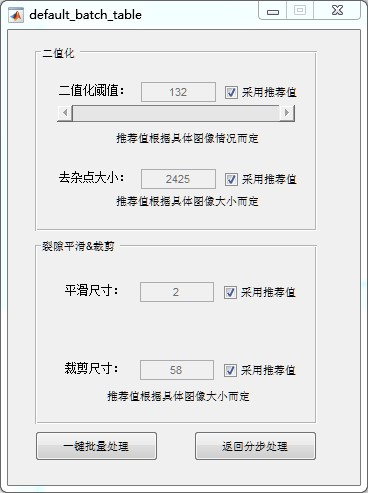 default_batch_table
二值化
二值化阈值： 132 采用推荐值
推荐值根据具体图像情况而定
去杂点大小： 2425 采用推荐值
推荐值根据具体图像大小而定
裂隙平滑&裁剪
平滑尺寸： 2 采用推荐值
裁剪尺寸： 58 采用推荐值
推荐值根据具体图像大小而定
一键批量处理 返回分步处理